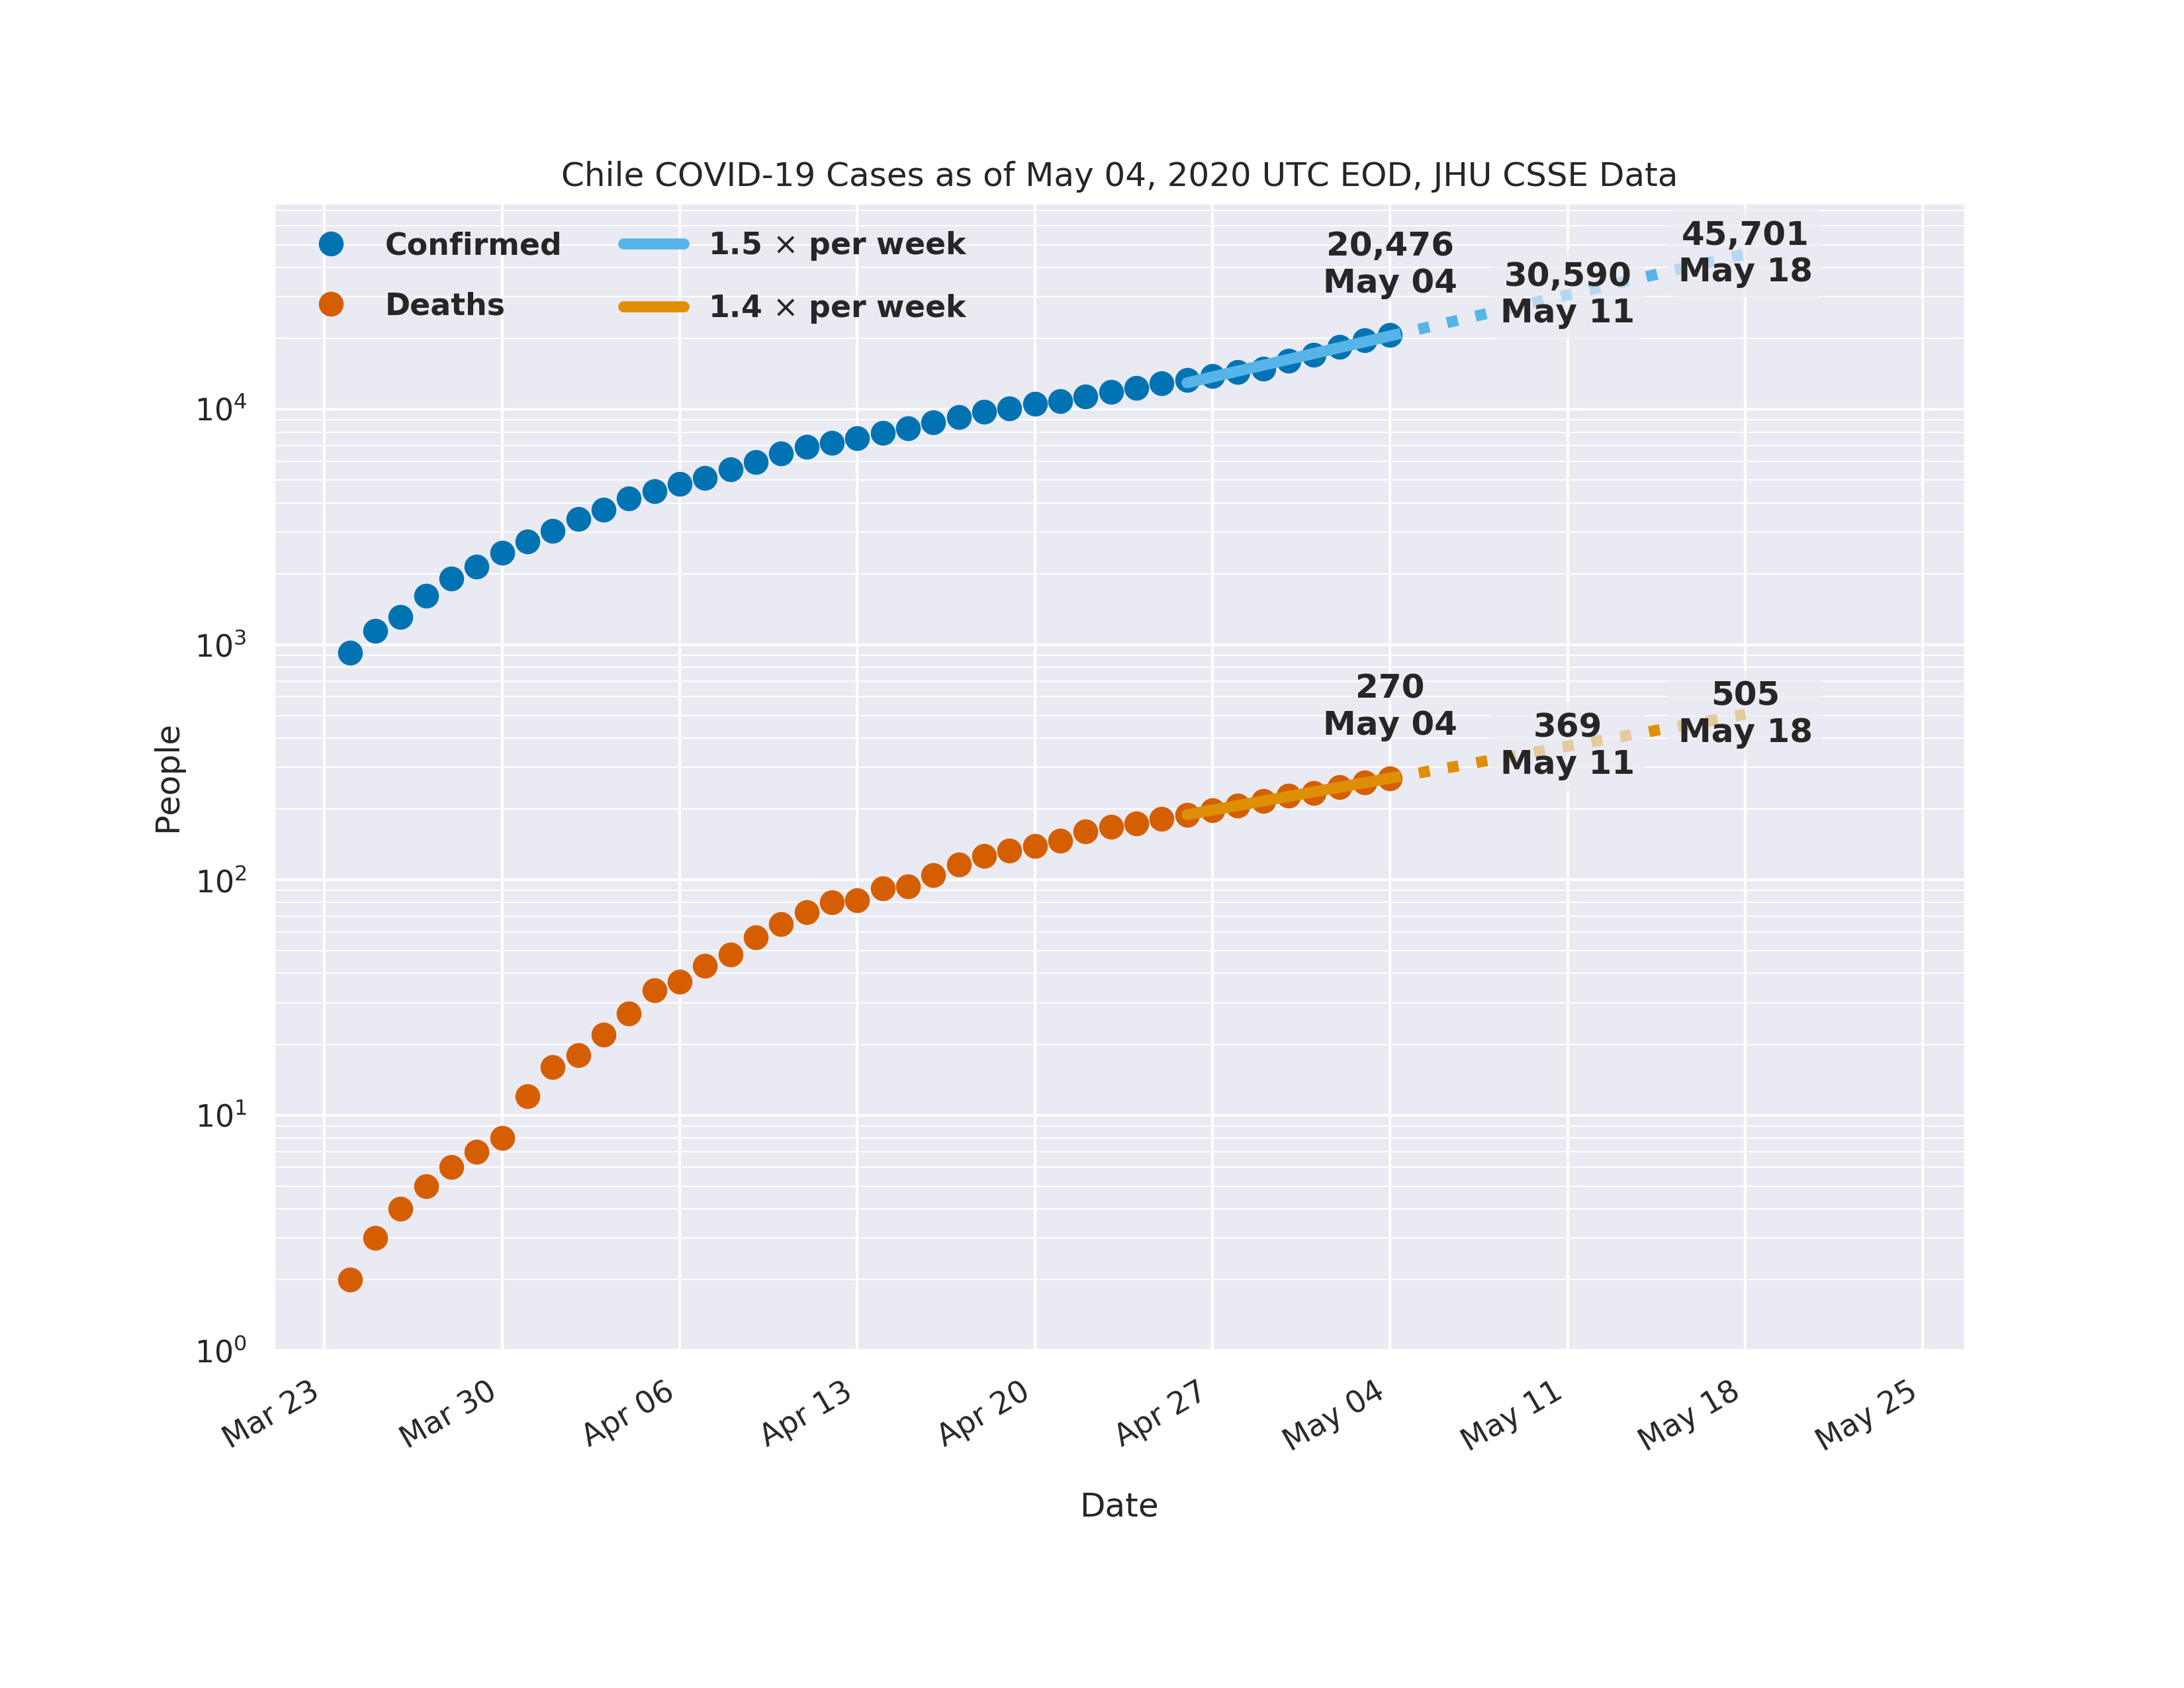 Chile COVID-19 Cases as of May 04, 2020 UTC EOD, JHU CSSE Data
Confirmed
Deaths
1.5 × per week
1.4 × per week
20,476
May 04
30,590
May 11
45,701
May 18
270
May 04
369
May 11
505
May 18
People
10⁴
10³
10²
10¹
10⁰
Mar 23
Mar 30
Apr 06
Apr 13
Apr 20
Apr 27
May 04
May 11
May 18
May 25
Date